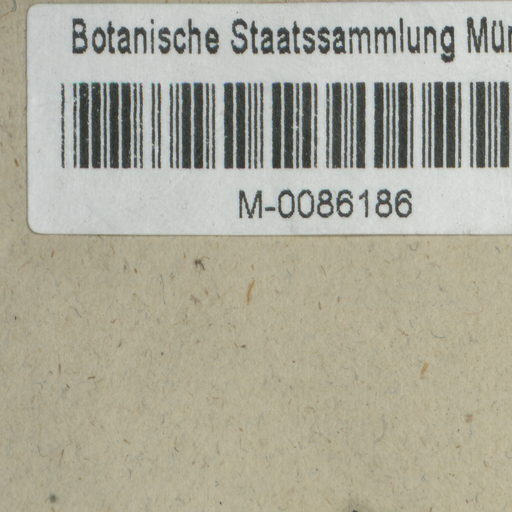 Botanische Staatssammlung Mün
M-0086186